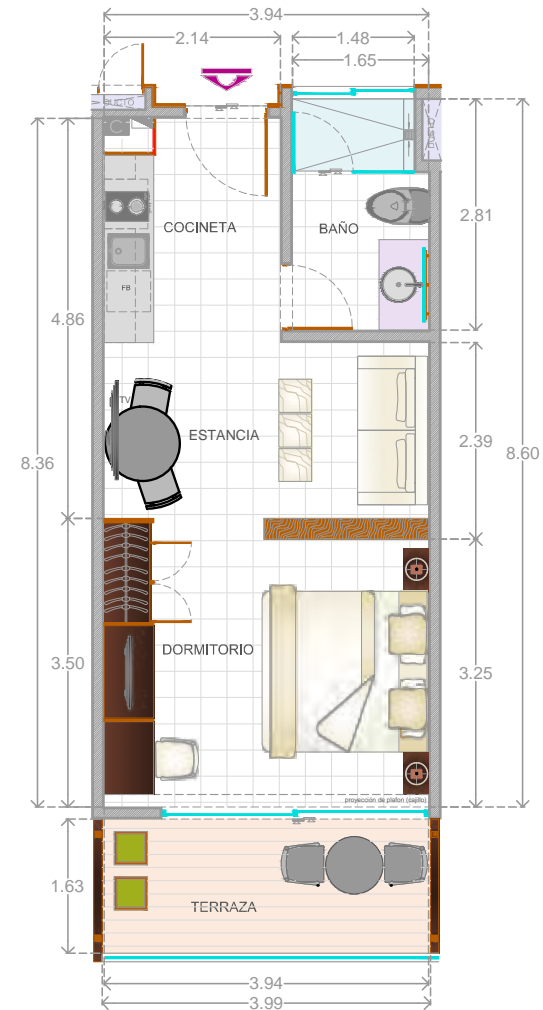 3.94
2.14
1.48
1.65
COCINETA
BAÑO
2.81
FB
4.86
TV
ESTANCIA
2.39
8.36
8.60
DORMITORIO
3.50
3.25
proyección de plafon (cajillo)
1.63
TERRAZA
3.94
3.99